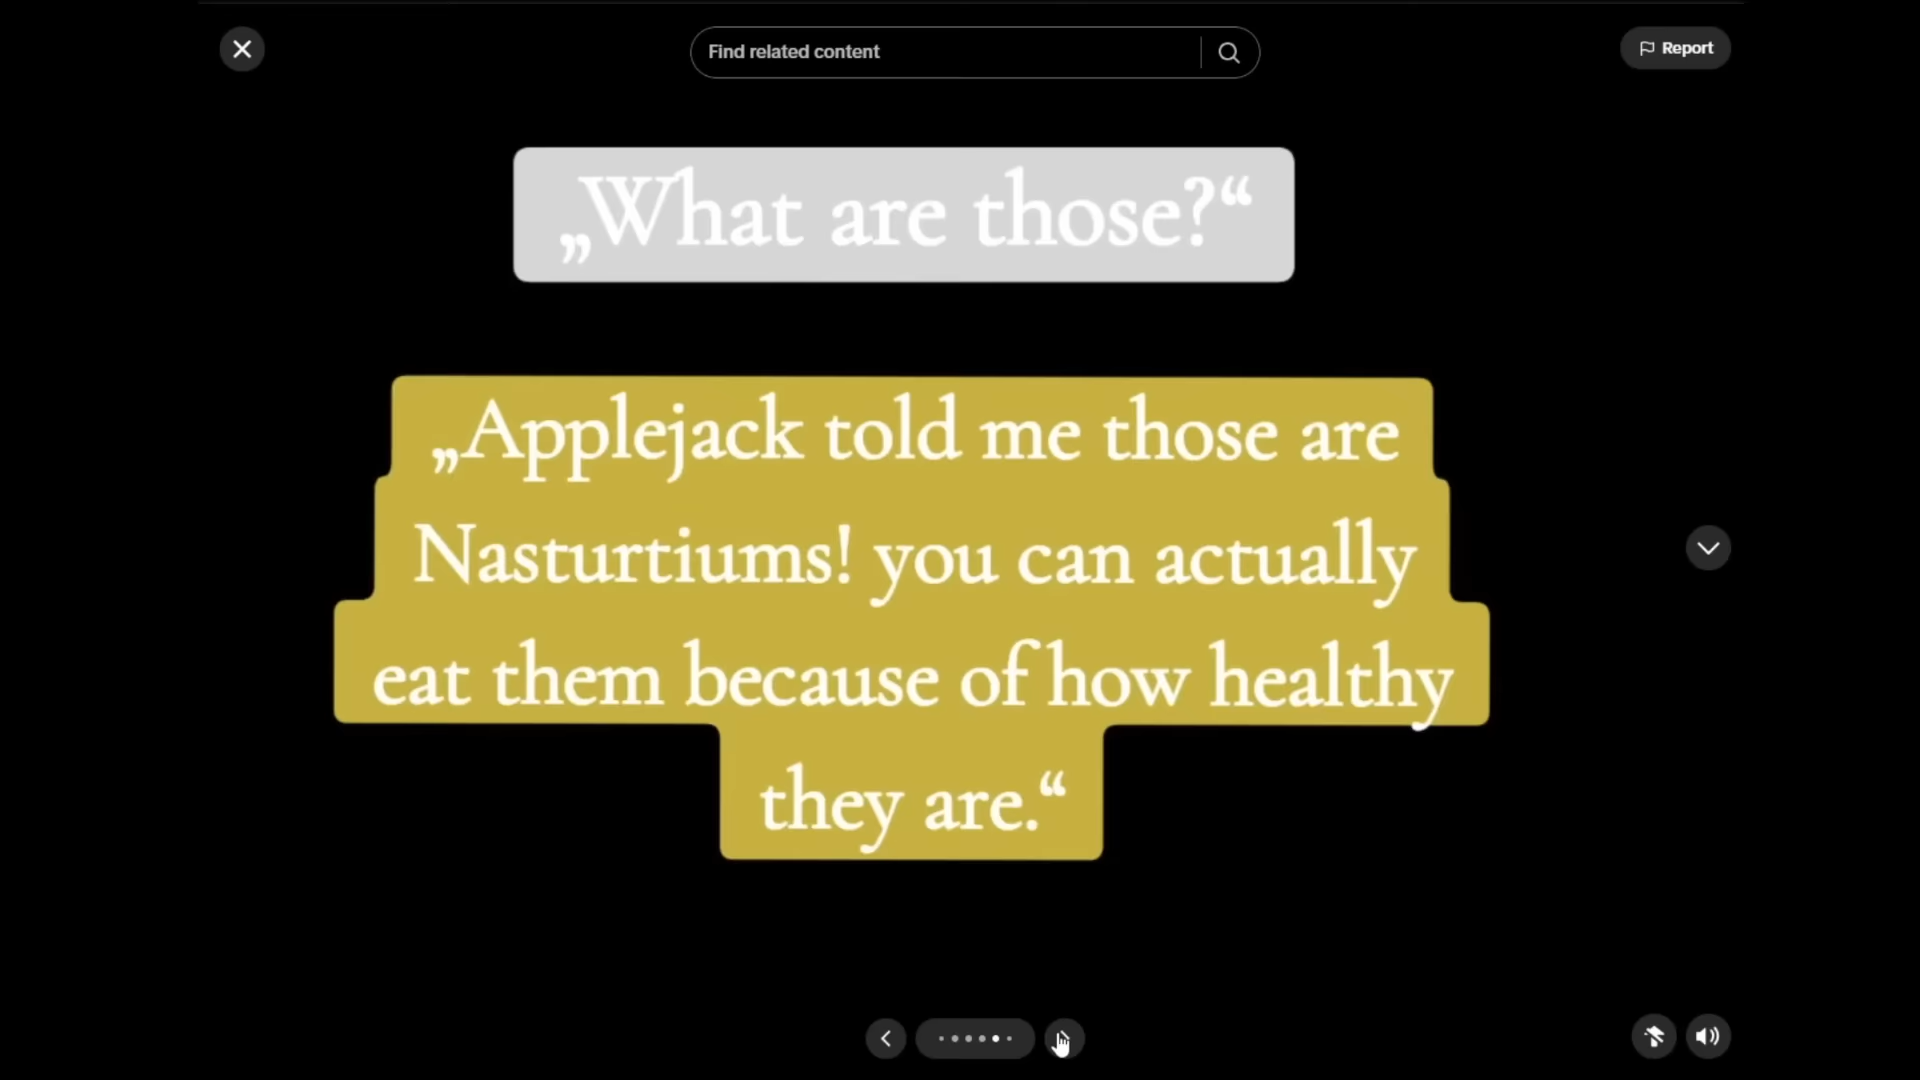 Find related content
Report
„What are those?“
„Applejack told me those are
Nasturtiums! you can actually
eat them because of how healthy
they are.“